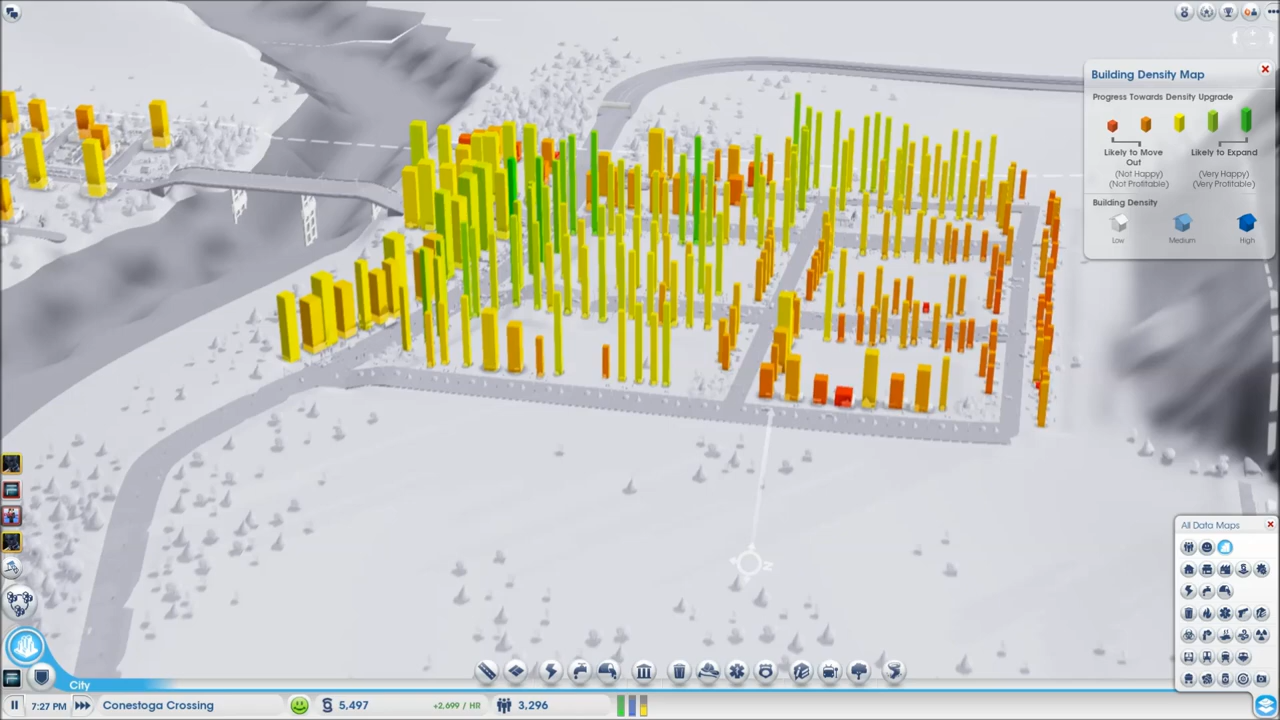 Building Density Map
Progress Towards Density Upgrade
Likely to Move Out
(Not Happy)
(Not Profitable)
Likely to Expand
(Very Happy)
(Very Profitable)
Building Density
Low
Medium
High
All Data Maps
City
7:27 PM
Conestoga Crossing
5,497
+2,699 / HR
3,296